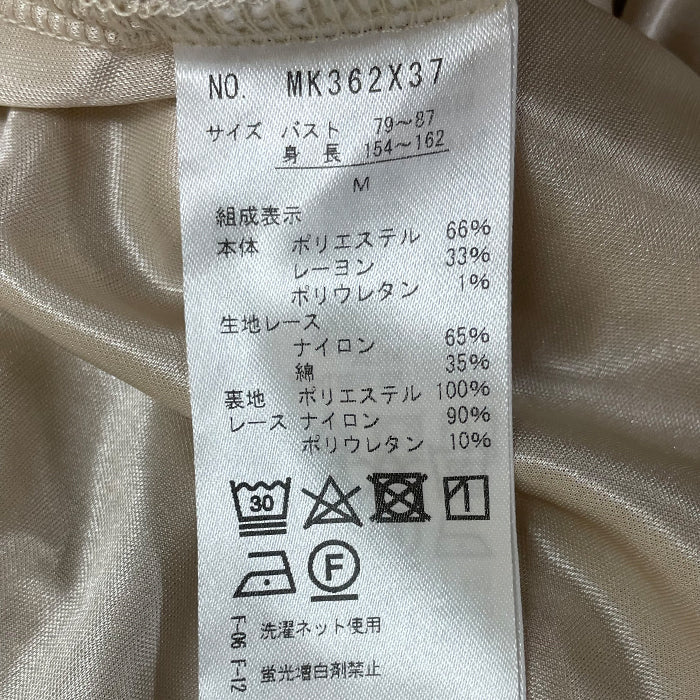 NO. MK362X37
サイズ バスト 79～87
身長 154～162
M
組成表示
本体 ポリエステル 66%
レーヨン 33%
ポリウレタン 1%
生地レース
ナイロン 65%
綿 35%
裏地 ポリエステル 100%
レース ナイロン 90%
ポリウレタン 10%
30
F
F-06 洗濯ネット使用
F-12 蛍光増白剤禁止